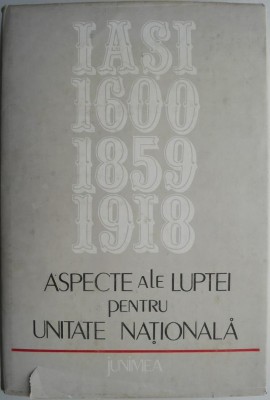 IAȘI
1600
1859
1918
ASPECTE ale LUPTEI
pentru
UNITATE NAȚIONALĂ
JUNIMEA